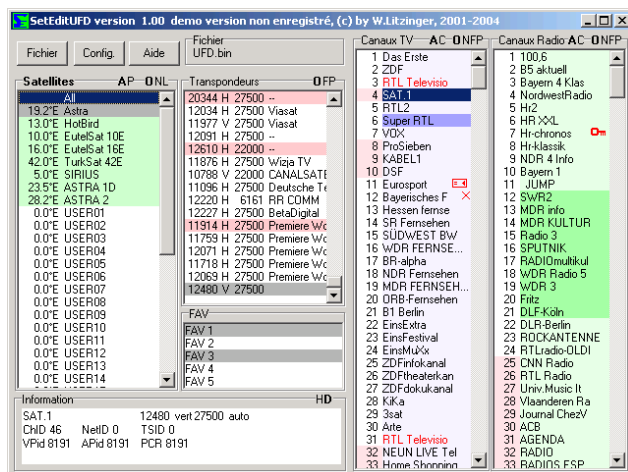 SetEditUFD version 1.00 demo version non enregistré, (c) by W.Litzinger, 2001-2004
Fichier
Config.
Aide
Fichier
UFD.bin
Satellites AP ONL
All
19.2°E Astra
13.0°E HotBird
10.0°E EutelSat 10E
16.0°E EutelSat 16E
42.0°E TurkSat 42E
5.0°E SIRIUS
23.5°E ASTRA 1D
28.2°E ASTRA 2
0.0°E USER01
0.0°E USER02
0.0°E USER03
0.0°E USER04
0.0°E USER05
0.0°E USER06
0.0°E USER07
0.0°E USER08
0.0°E USER09
0.0°E USER10
0.0°E USER11
0.0°E USER12
0.0°E USER13
0.0°E USER14
Transpondeurs OFP
20344 H 27500 --
12034 H 27500 Viasat
11977 V 27500 Viasat
12091 H 27500 --
12610 H 22000 --
11876 H 27500 Wizja TV
10788 V 22000 CANALSATE
11096 H 27500 Deutsche Te
12220 H 6161 RR COMM
12227 H 27500 BetaDigital
11914 H 27500 Premiere Wo
11759 H 27500 Premiere Wo
12071 H 27500 Premiere Wo
11718 H 27500 Premiere Wo
12069 H 27500 Premiere Wo
12480 V 27500
FAV
FAV 1
FAV 2
FAV 3
FAV 4
FAV 5
Information HD
SAT.1 12480 vert 27500 auto
ChID 46 NetID 0 TSID 0
VPid 8191 APid 8191 PCR 8191
Canaux TV AC ONFP
1 Das Erste
2 ZDF
3 RTL Televisio
4 SAT.1
5 RTL2
6 Super RTL
7 VOX
8 ProSieben
9 KABEL1
10 DSF
11 Eurosport
12 Bayerisches F
13 Hessen fernse
14 SR Fernsehen
15 SÜDWEST BW
16 WDR FERNSE...
17 BR-alpha
18 NDR Fernsehen
19 MDR FERNSEH...
20 ORB-Fernsehen
21 B1 Berlin
22 EinsExtra
23 EinsFestival
24 EinsMuXx
25 ZDFinfokanal
26 ZDFtheaterkan
27 ZDFdokukanal
28 KiKa
29 3sat
30 Arte
31 RTL Televisio
32 NEUN LIVE Tel
33 Home Shopping
Canaux Radio AC ONFP
1 100,6
2 B5 aktuell
3 Bayern 4 Klas
4 NordwestRadio
5 Hr2
6 HR XXL
7 Hr-chronos
8 Hr-klassik
9 NDR 4 Info
10 Bayern 1
11 JUMP
12 SWR2
13 MDR info
14 MDR KULTUR
15 Radio 3
16 SPUTNIK
17 RADIOmultikul
18 WDR Radio 5
19 WDR 3
20 Fritz
21 DLF-Köln
22 DLR-Berlin
23 ROCKANTENNE
24 RTLradio-OLDI
25 CNN Radio
26 RTL Radio
27 Univ.Music It
28 Vlaanderen Ra
29 Journal ChezV
30 ACB
31 AGENDA
32 RADIO
33 RADIOS ESP